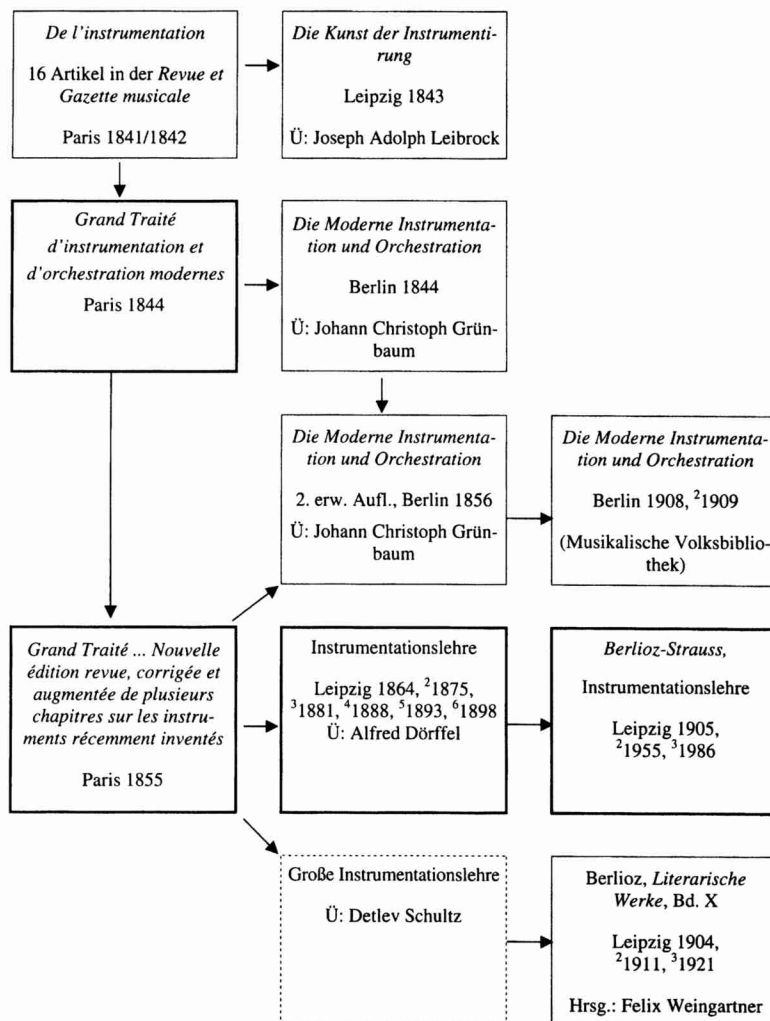 De l'instrumentation
16 Artikel in der Revue et
Gazette musicale
Paris 1841/1842
Die Kunst der Instrumenti-
rung
Leipzig 1843
Ü: Joseph Adolph Leibrock
Grand Traité
d'instrumentation et
d'orchestration modernes
Paris 1844
Die Moderne Instrumenta-
tion und Orchestration
Berlin 1844
Ü: Johann Christoph Grün-
baum
Die Moderne Instrumenta-
tion und Orchestration
2. erw. Aufl., Berlin 1856
Ü: Johann Christoph Grün-
baum
Die Moderne Instrumenta-
tion und Orchestration
Berlin 1908, ²1909
(Musikalische Volksbiblio-
thek)
Grand Traité ... Nouvelle
édition revue, corrigée et
augmentée de plusieurs
chapitres sur les instru-
ments récemment inventés
Paris 1855
Instrumentationslehre
Leipzig 1864, ²1875,
³1881, ⁴1888, ⁵1893, ⁶1898
Ü: Alfred Dörffel
Berlioz-Strauss,
Instrumentationslehre
Leipzig 1905,
²1955, ³1986
Große Instrumentationslehre
Ü: Detlev Schultz
Berlioz, Literarische
Werke, Bd. X
Leipzig 1904,
²1911, ³1921
Hrsg.: Felix Weingartner